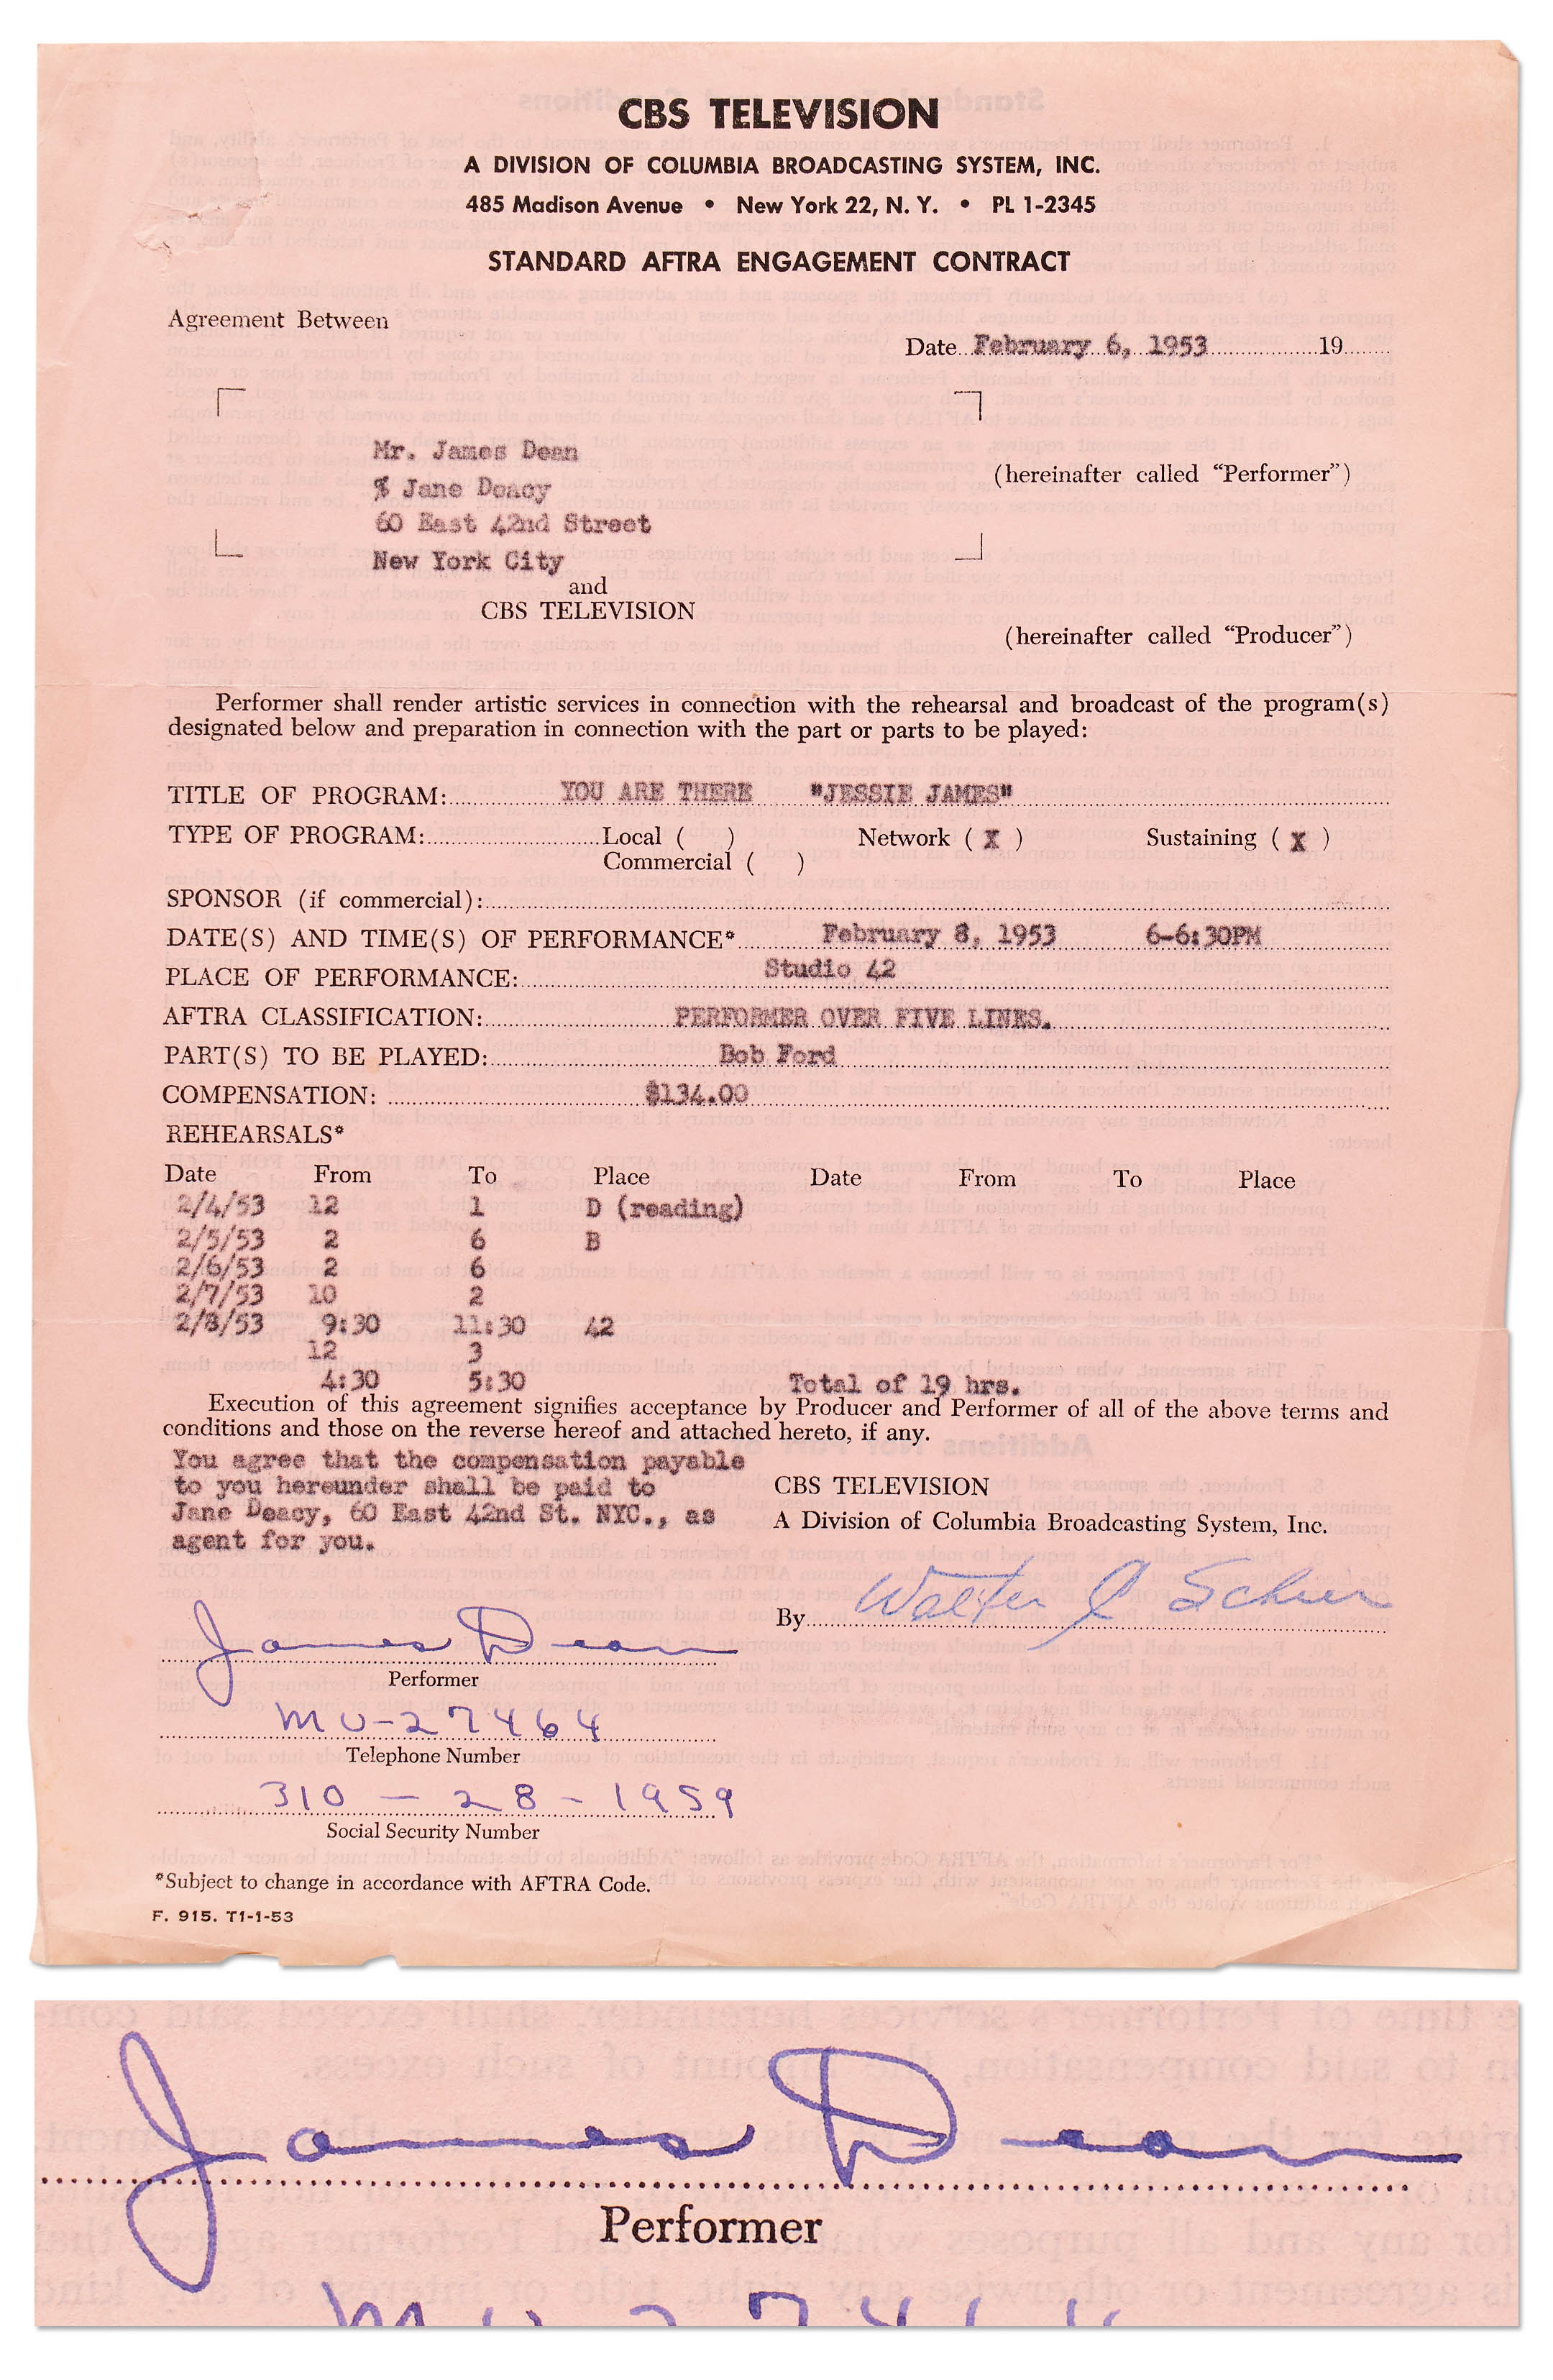 CBS TELEVISION
A DIVISION OF COLUMBIA BROADCASTING SYSTEM, INC.
485 Madison Avenue • New York 22, N. Y. • PL 1-2345
STANDARD AFTRA ENGAGEMENT CONTRACT
Agreement Between
Date February 6, 1953 19
Mr. James Dean
% Jane Deacy
60 East 42nd Street
New York City
(hereinafter called "Performer")
and
CBS TELEVISION
(hereinafter called "Producer")
Performer shall render artistic services in connection with the rehearsal and broadcast of the program(s)
designated below and preparation in connection with the part or parts to be played:
TITLE OF PROGRAM: YOU ARE THERE "JESSIE JAMES"
TYPE OF PROGRAM: Local ( ) Network ( X ) Sustaining ( X )
Commercial ( )
SPONSOR (if commercial):
DATE(S) AND TIME(S) OF PERFORMANCE* February 8, 1953 6-6:30PM
PLACE OF PERFORMANCE: Studio 42
AFTRA CLASSIFICATION: PERFORMER OVER FIVE LINES.
PART(S) TO BE PLAYED: Bob Ford
COMPENSATION: $134.00
REHEARSALS*
Date From To Place Date From To Place
2/4/53 12 1 D (reading)
2/5/53 2 6 B
2/6/53 2 6
2/7/53 10 2
2/8/53 9:30 11:30 42
12 3
4:30 5:30 Total of 19 hrs.
Execution of this agreement signifies acceptance by Producer and Performer of all of the above terms and
conditions and those on the reverse hereof and attached hereto, if any.
You agree that the compensation payable
to you hereunder shall be paid to
Jane Deacy, 60 East 42nd St. NYC., as
agent for you.
CBS TELEVISION
A Division of Columbia Broadcasting System, Inc.
By Walter
James Dean
Performer
MU-27464
Telephone Number
310-28-1959
Social Security Number
*Subject to change in accordance with AFTRA Code.
F. 915. T1-1-53
James Dean
Performer